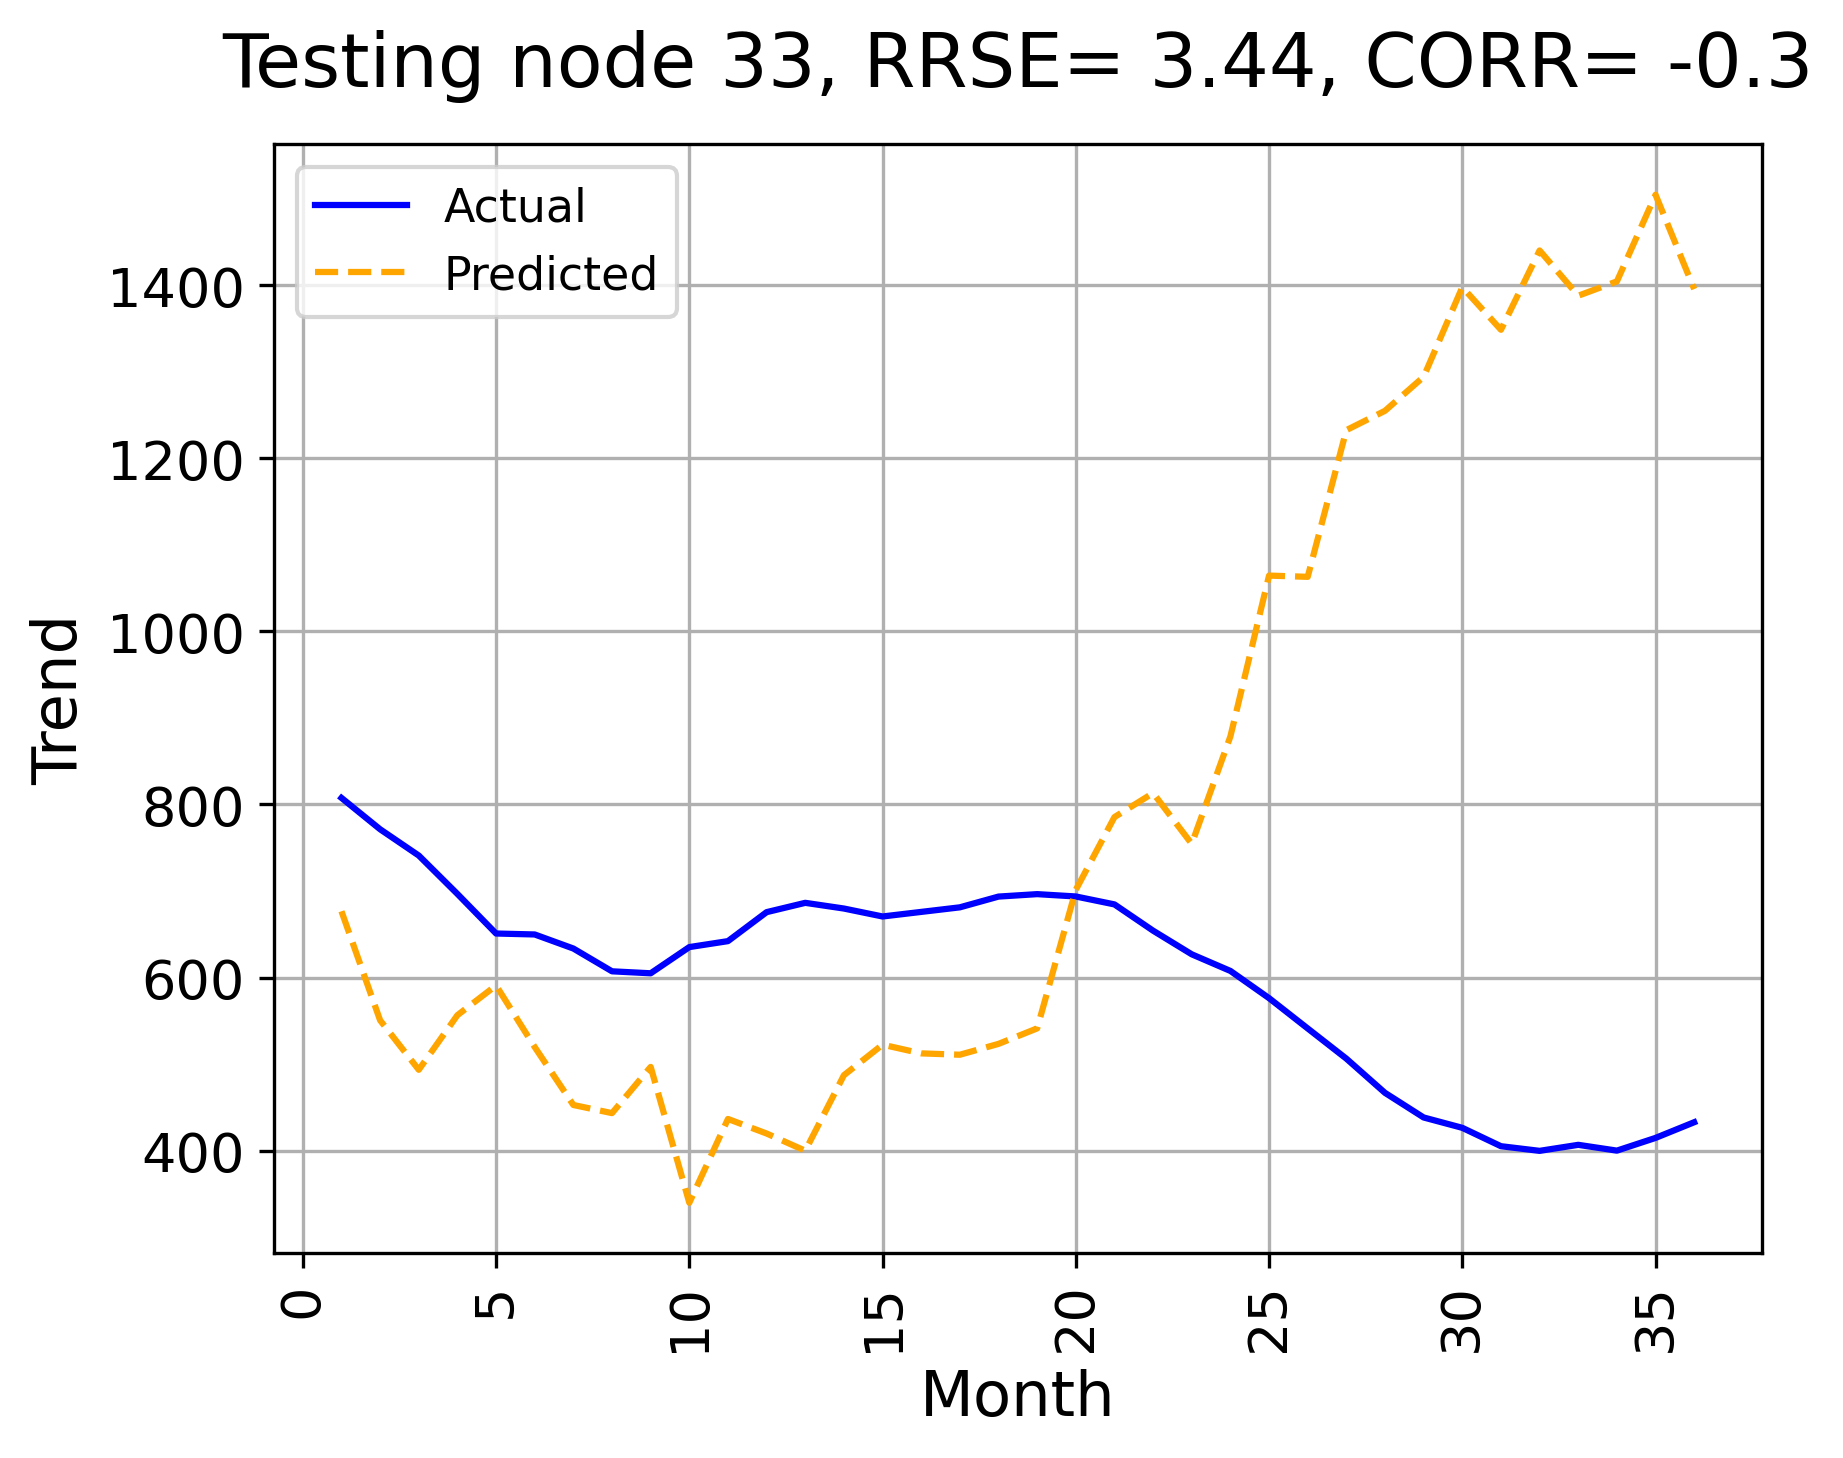 Testing node 33, RRSE= 3.44, CORR= -0.3
Actual
Predicted
1400
1200
1000
800
600
400
Trend
0
5
10
15
20
25
30
35
Month